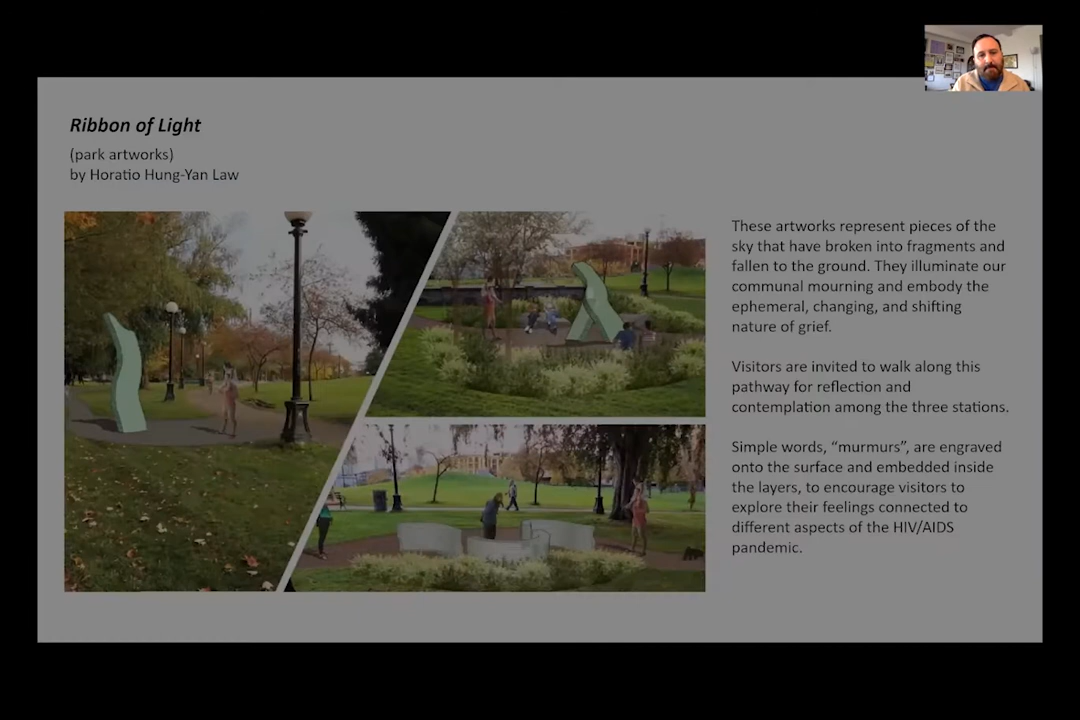 Ribbon of Light
(park artworks)
by Horatio Hung-Yan Law
These artworks represent pieces of the
sky that have broken into fragments and
fallen to the ground. They illuminate our
communal mourning and embody the
ephemeral, changing, and shifting
nature of grief.
Visitors are invited to walk along this
pathway for reflection and
contemplation among the three stations.
Simple words, “murmurs”, are engraved
onto the surface and embedded inside
the layers, to encourage visitors to
explore their feelings connected to
different aspects of the HIV/AIDS
pandemic.